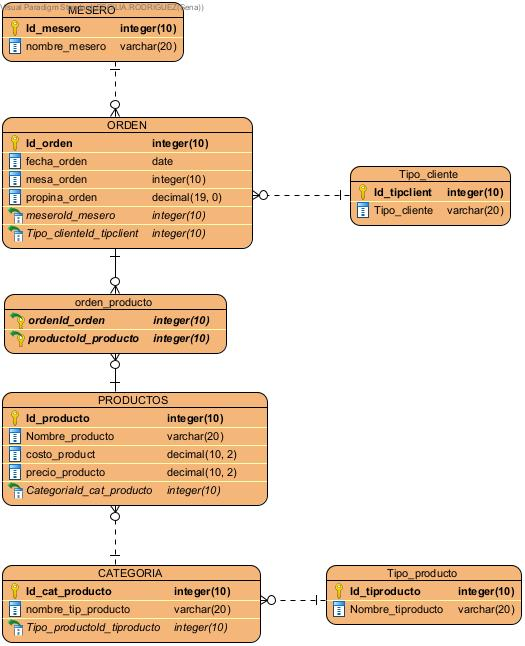 MESERO
Id_mesero integer(10)
nombre_mesero varchar(20)
ORDEN
Id_orden integer(10)
fecha_orden date
mesa_orden integer(10)
propina_orden decimal(19, 0)
meseroId_mesero integer(10)
Tipo_clienteId_tipclient integer(10)
Tipo_cliente
Id_tipclient integer(10)
Tipo_cliente varchar(20)
orden_producto
ordenId_orden integer(10)
productoId_producto integer(10)
PRODUCTOS
Id_producto integer(10)
Nombre_producto varchar(20)
costo_product decimal(10, 2)
precio_producto decimal(10, 2)
CategoriaId_cat_producto integer(10)
CATEGORIA
Id_cat_producto integer(10)
nombre_tip_producto varchar(20)
Tipo_productoId_tiproducto integer(10)
Tipo_producto
Id_tiproducto integer(10)
Nombre_tiproducto varchar(20)